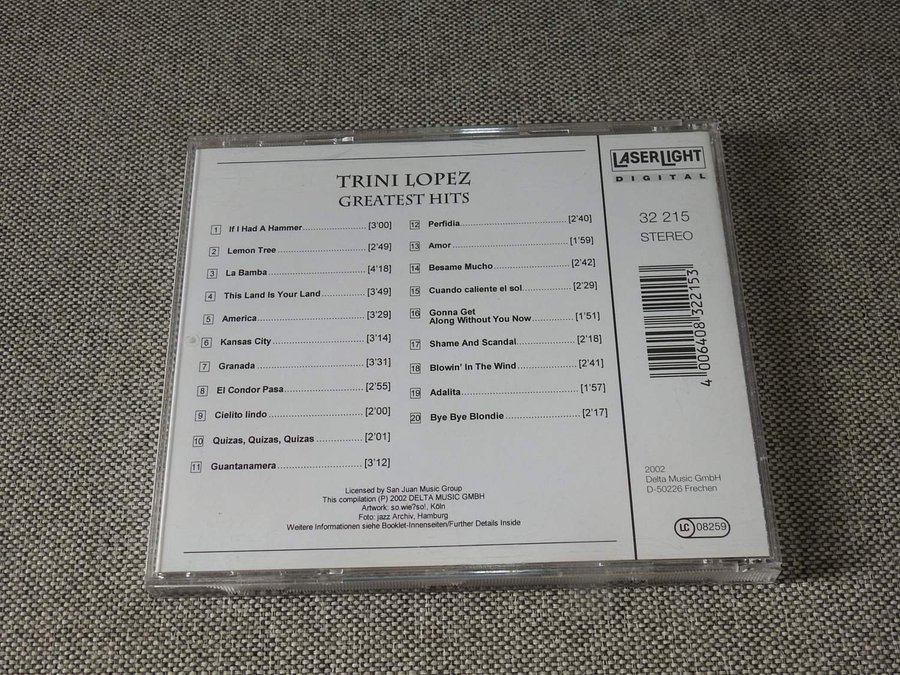 TRINI LOPEZ
GREATEST HITS
1 If I Had A Hammer.................... [3'00]
2 Lemon Tree............................ [2'49]
3 La Bamba............................... [4'18]
4 This Land Is Your Land.............. [3'49]
5 America................................. [3'29]
6 Kansas City............................ [3'14]
7 Granada................................ [3'31]
8 El Condor Pasa........................ [2'55]
9 Cielito lindo............................ [2'00]
10 Quizas, Quizas, Quizas ............... [2'01]
11 Guantanamera......................... [3'12]
12 Perfidia................................. [2'40]
13 Amor.................................... [1'59]
14 Besame Mucho........................ [2'42]
15 Cuando caliente el sol................ [2'29]
16 Gonna Get
Along Without You Now............. [1'51]
17 Shame And Scandal................... [2'18]
18 Blowin' In The Wind................... [2'41]
19 Adalita.................................. [1'57]
20 Bye Bye Blondie........................ [2'17]
Licensed by San Juan Music Group
This compilation (P) 2002 DELTA MUSIC GMBH
Artwork: so.wie?so!, Köln
Foto: jazz Archiv, Hamburg
Weitere Informationen siehe Booklet-Innenseiten/Further Details Inside
LASERLIGHT
DIGITAL
32 215
STEREO
4 006408 322153
2002
Delta Music GmbH
D-50226 Frechen
LC 08259